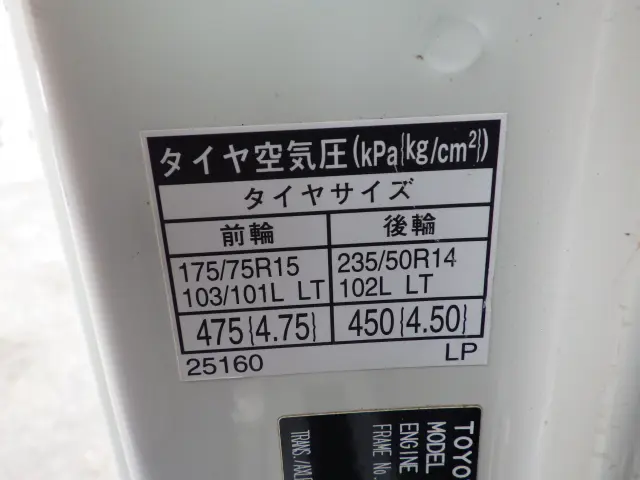 タイヤ空気圧(kPa{kg/cm²})
タイヤサイズ
前輪 後輪
175/75R15 235/50R14
103/101L LT 102L LT
475{4.75} 450{4.50}
25160 LP
TOYO
MODEL
ENGINE
FRAME No.
TRANS./AXL